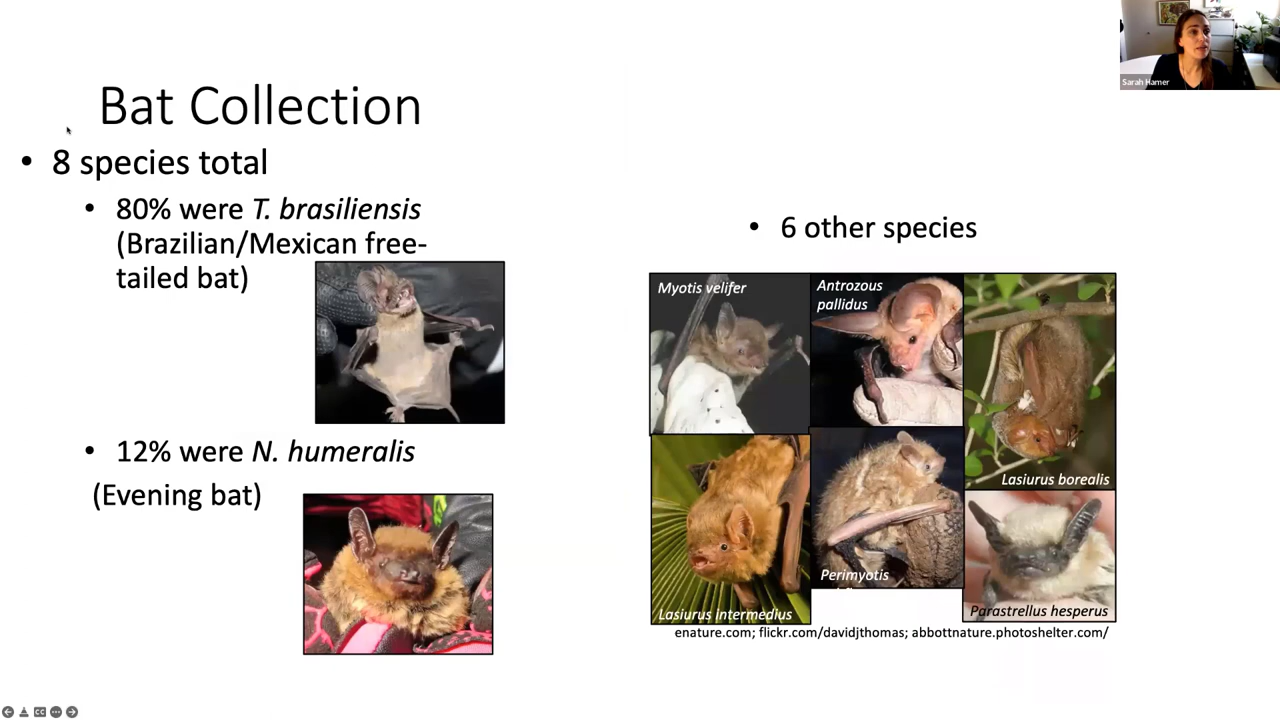 Sarah Hamer
Bat Collection
• 8 species total
• 80% were T. brasiliensis
(Brazilian/Mexican free-
tailed bat)
• 12% were N. humeralis
(Evening bat)
• 6 other species
Myotis velifer
Antrozous
pallidus
Lasiurus borealis
Lasiurus intermedius
Perimyotis
Parastrellus hesperus
enature.com; flickr.com/davidjthomas; abbottnature.photoshelter.com/